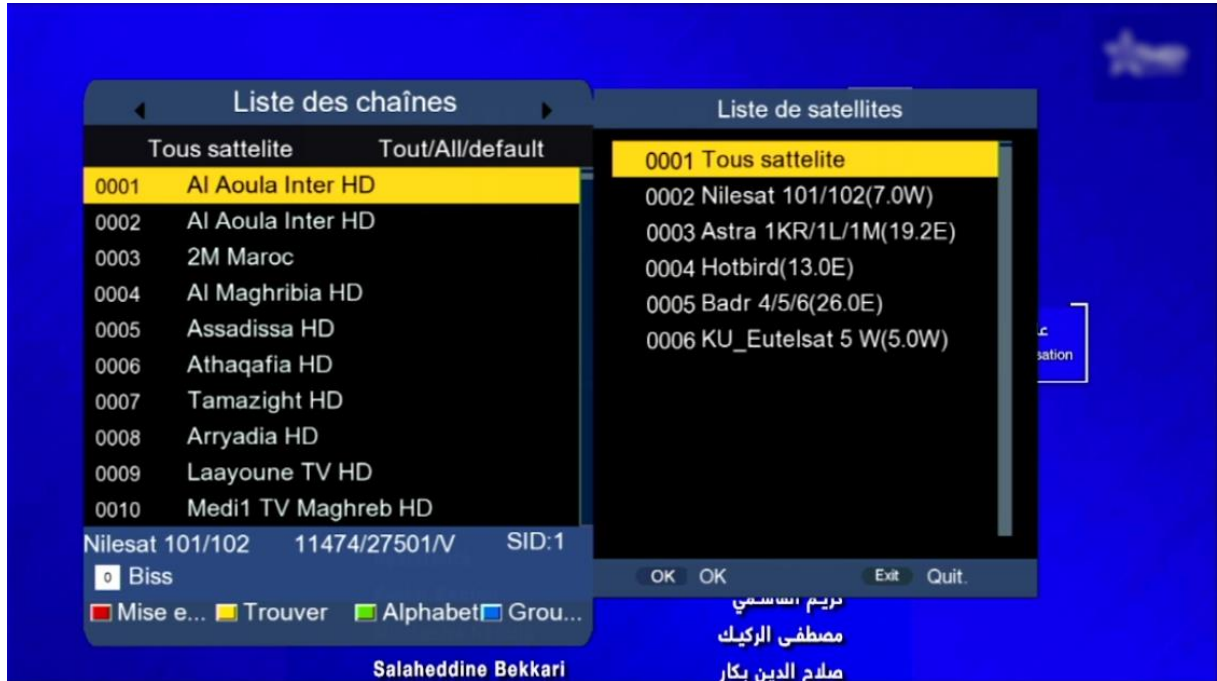 Liste des chaînes
Tous sattelite Tout/All/default
0001 Al Aoula Inter HD
0002 Al Aoula Inter HD
0003 2M Maroc
0004 Al Maghribia HD
0005 Assadissa HD
0006 Athaqafia HD
0007 Tamazight HD
0008 Arryadia HD
0009 Laayoune TV HD
0010 Medi1 TV Maghreb HD
Nilesat 101/102 11474/27501/V SID:1
0 Biss
Mise e... Trouver Alphabet Grou...
Liste de satellites
0001 Tous sattelite
0002 Nilesat 101/102(7.0W)
0003 Astra 1KR/1L/1M(19.2E)
0004 Hotbird(13.0E)
0005 Badr 4/5/6(26.0E)
0006 KU_Eutelsat 5 W(5.0W)
OK OK Exit Quit.
sation
مصطفى الركيك
Salaheddine Bekkari صلاح الدين بكار